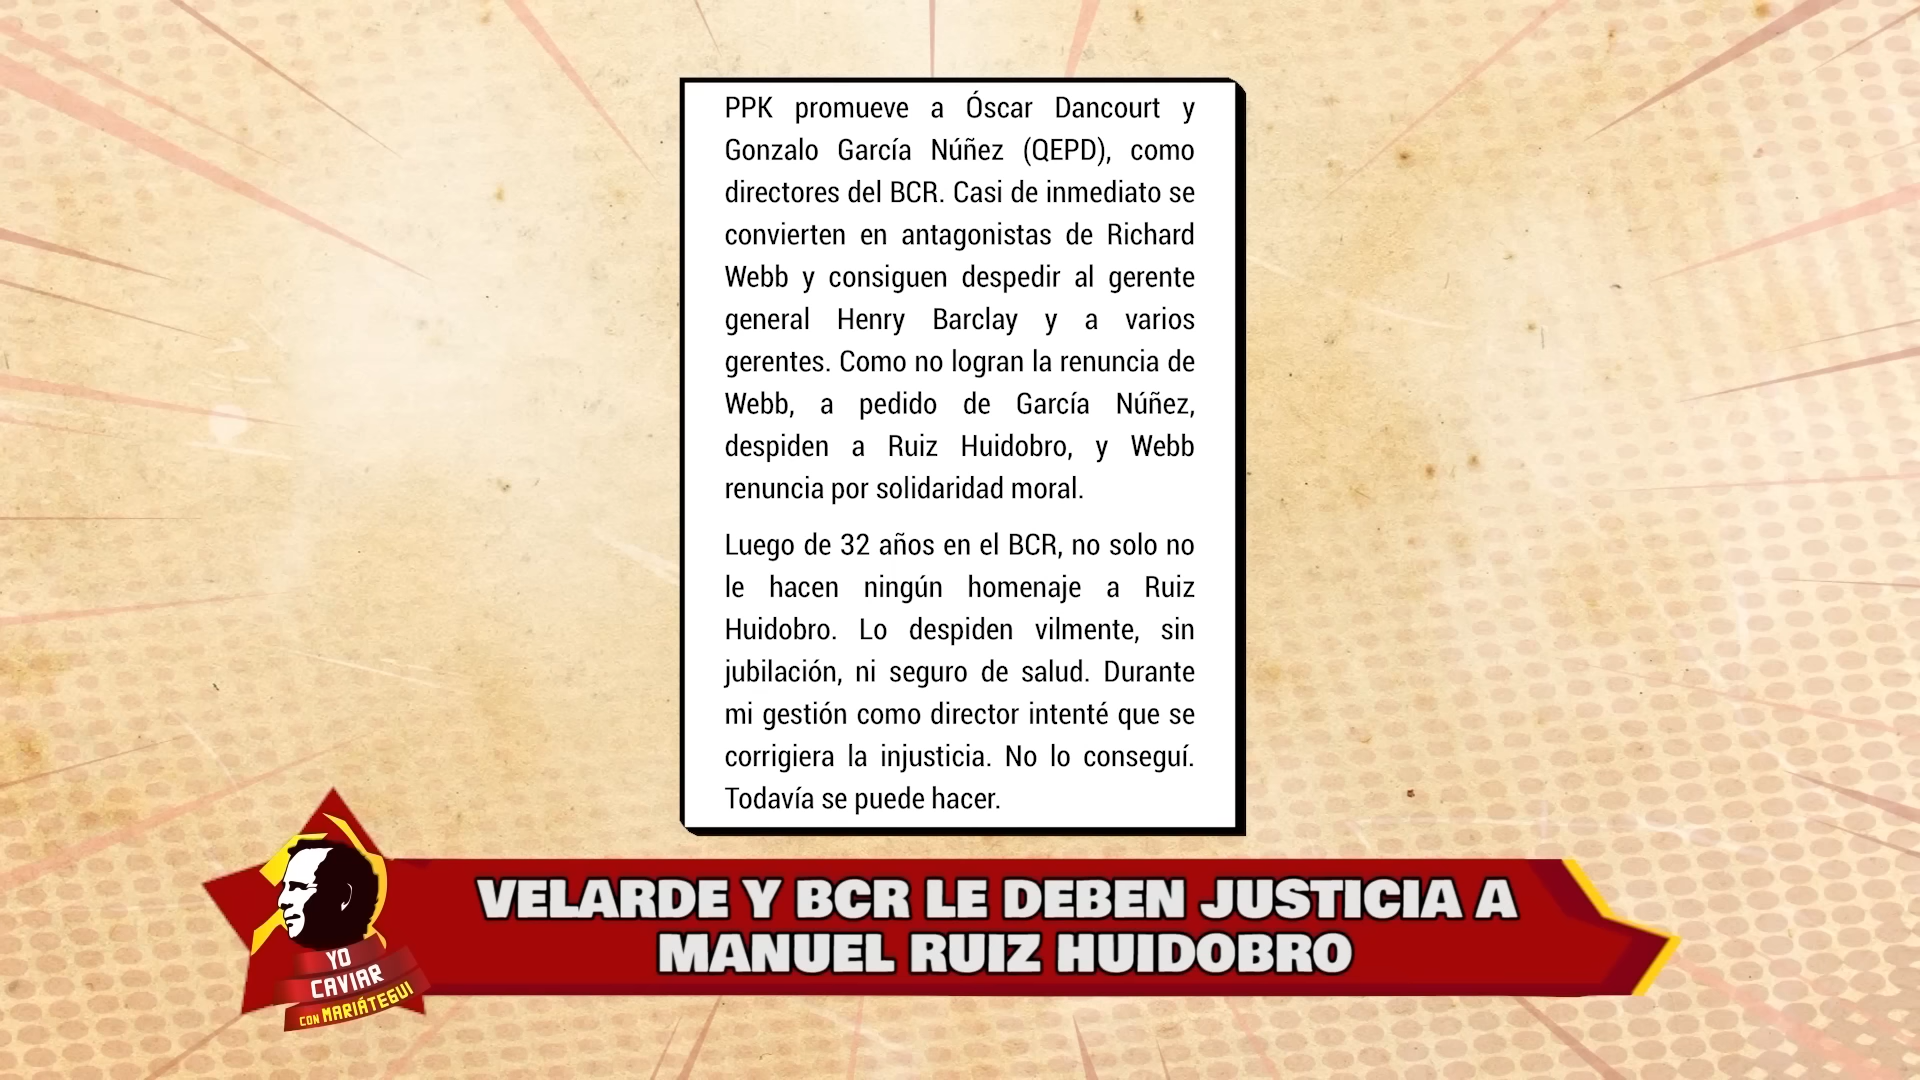 PPK promueve a Óscar Dancourt y
Gonzalo García Núñez (QEPD), como
directores del BCR. Casi de inmediato se
convierten en antagonistas de Richard
Webb y consiguen despedir al gerente
general Henry Barclay y a varios
gerentes. Como no logran la renuncia de
Webb, a pedido de García Núñez,
despiden a Ruiz Huidobro, y Webb
renuncia por solidaridad moral.
Luego de 32 años en el BCR, no solo no
le hacen ningún homenaje a Ruiz
Huidobro. Lo despiden vilmente, sin
jubilación, ni seguro de salud. Durante
mi gestión como director intenté que se
corrigiera la injusticia. No lo conseguí.
Todavía se puede hacer.
VELARDE Y BCR LE DEBEN JUSTICIA A
MANUEL RUIZ HUIDOBRO
YO
CAVIAR
CON MARIÁTEGUI